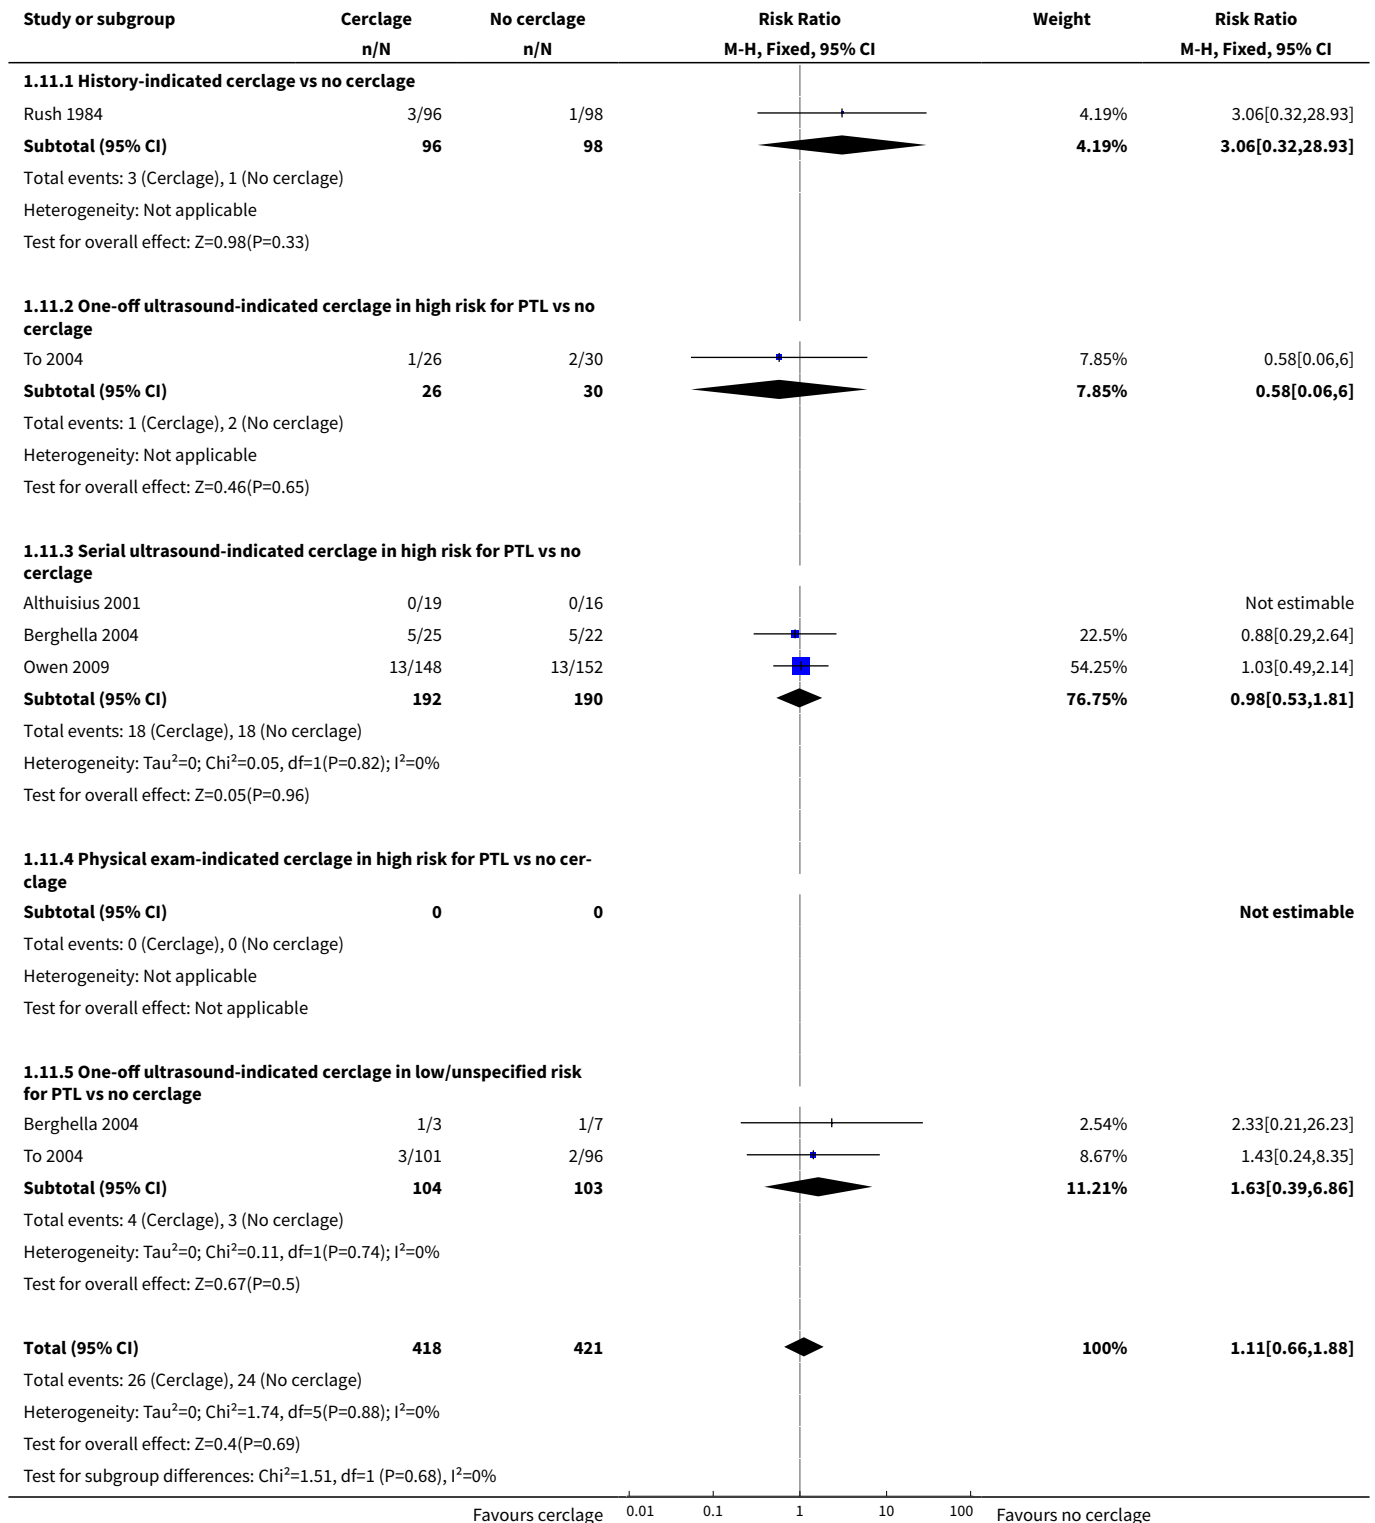 Study or subgroup Cerclage No cerclage Risk Ratio Weight Risk Ratio
n/N n/N M-H, Fixed, 95% CI M-H, Fixed, 95% CI
1.11.1 History-indicated cerclage vs no cerclage
Rush 1984 3/96 1/98 4.19% 3.06[0.32,28.93]
Subtotal (95% CI) 96 98 4.19% 3.06[0.32,28.93]
Total events: 3 (Cerclage), 1 (No cerclage)
Heterogeneity: Not applicable
Test for overall effect: Z=0.98(P=0.33)
1.11.2 One-off ultrasound-indicated cerclage in high risk for PTL vs no
cerclage
To 2004 1/26 2/30 7.85% 0.58[0.06,6]
Subtotal (95% CI) 26 30 7.85% 0.58[0.06,6]
Total events: 1 (Cerclage), 2 (No cerclage)
Heterogeneity: Not applicable
Test for overall effect: Z=0.46(P=0.65)
1.11.3 Serial ultrasound-indicated cerclage in high risk for PTL vs no
cerclage
Althuisius 2001 0/19 0/16 Not estimable
Berghella 2004 5/25 5/22 22.5% 0.88[0.29,2.64]
Owen 2009 13/148 13/152 54.25% 1.03[0.49,2.14]
Subtotal (95% CI) 192 190 76.75% 0.98[0.53,1.81]
Total events: 18 (Cerclage), 18 (No cerclage)
Heterogeneity: Tau²=0; Chi²=0.05, df=1(P=0.82); I²=0%
Test for overall effect: Z=0.05(P=0.96)
1.11.4 Physical exam-indicated cerclage in high risk for PTL vs no cer-
clage
Subtotal (95% CI) 0 0 Not estimable
Total events: 0 (Cerclage), 0 (No cerclage)
Heterogeneity: Not applicable
Test for overall effect: Not applicable
1.11.5 One-off ultrasound-indicated cerclage in low/unspecified risk
for PTL vs no cerclage
Berghella 2004 1/3 1/7 2.54% 2.33[0.21,26.23]
To 2004 3/101 2/96 8.67% 1.43[0.24,8.35]
Subtotal (95% CI) 104 103 11.21% 1.63[0.39,6.86]
Total events: 4 (Cerclage), 3 (No cerclage)
Heterogeneity: Tau²=0; Chi²=0.11, df=1(P=0.74); I²=0%
Test for overall effect: Z=0.67(P=0.5)
Total (95% CI) 418 421 100% 1.11[0.66,1.88]
Total events: 26 (Cerclage), 24 (No cerclage)
Heterogeneity: Tau²=0; Chi²=1.74, df=5(P=0.88); I²=0%
Test for overall effect: Z=0.4(P=0.69)
Test for subgroup differences: Chi²=1.51, df=1 (P=0.68), I²=0%
Favours cerclage 0.01 0.1 1 10 100 Favours no cerclage